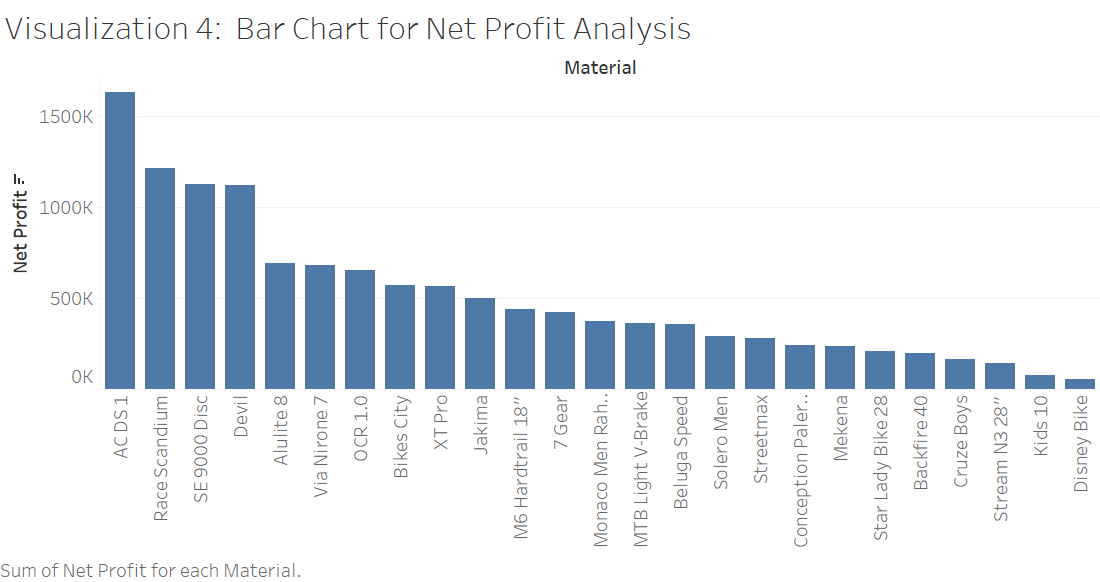 Visualization 4:  Bar Chart for Net Profit Analysis
Material
Net Profit
1500K
1000K
500K
0K
AC DS 1
Race Scandium
SE 9000 Disc
Devil
Alulite 8
Via Nirone 7
OCR 1.0
Bikes City
XT Pro
Jakima
M6 Hardtrail 18"
7 Gear
Monaco Men Rah..
MTB Light V-Brake
Beluga Speed
Solero Men
Streetmax
Conception Paler..
Mekena
Star Lady Bike 28
Backfire 40
Cruze Boys
Stream N3 28"
Kids 10
Disney Bike
Sum of Net Profit for each Material.